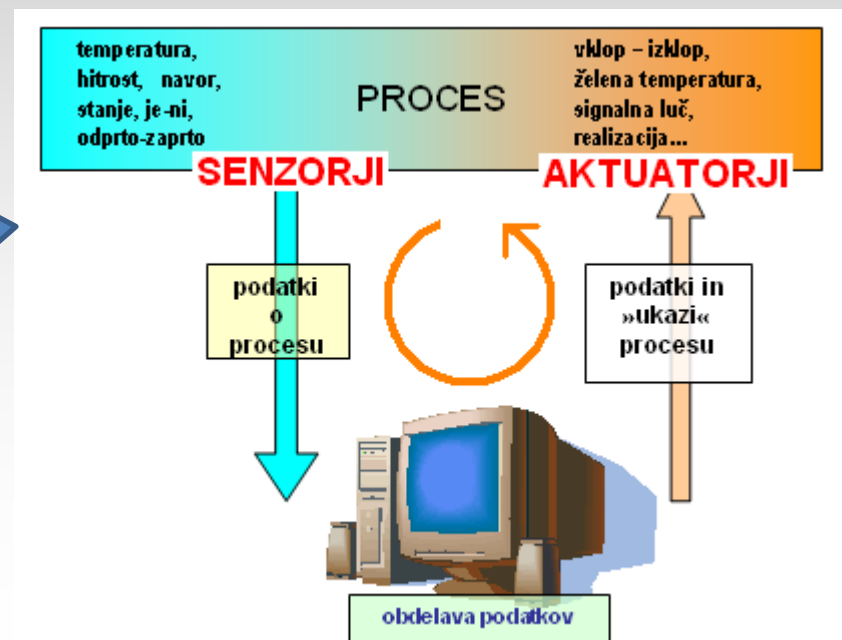 temperatura,
hitrost, navor,
stanje, je-ni,
odprto-zaprto
PROCES
vklop – izklop,
želena temperatura,
signalna luč,
realizacija...
SENZORJI
AKTUATORJI
podatki
o
procesu
podatki in
»ukazi«
procesu
obdelava podatkov